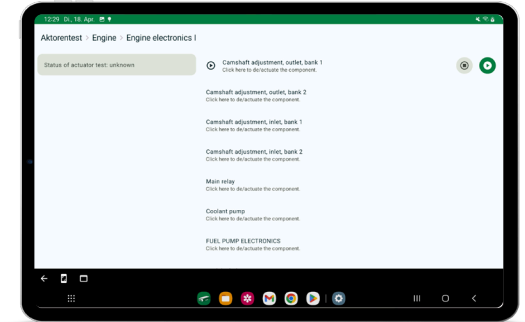 12:29 Di., 18. Apr.
Aktorentest > Engine > Engine electronics I
Status of actuator test: unknown
Camshaft adjustment, outlet, bank 1
Click here to de/actuate the component.
Camshaft adjustment, outlet, bank 2
Click here to de/actuate the component.
Camshaft adjustment, inlet, bank 1
Click here to de/actuate the component.
Camshaft adjustment, inlet, bank 2
Click here to de/actuate the component.
Main relay
Click here to de/actuate the component.
Coolant pump
Click here to de/actuate the component.
FUEL PUMP ELECTRONICS
Click here to de/actuate the component.